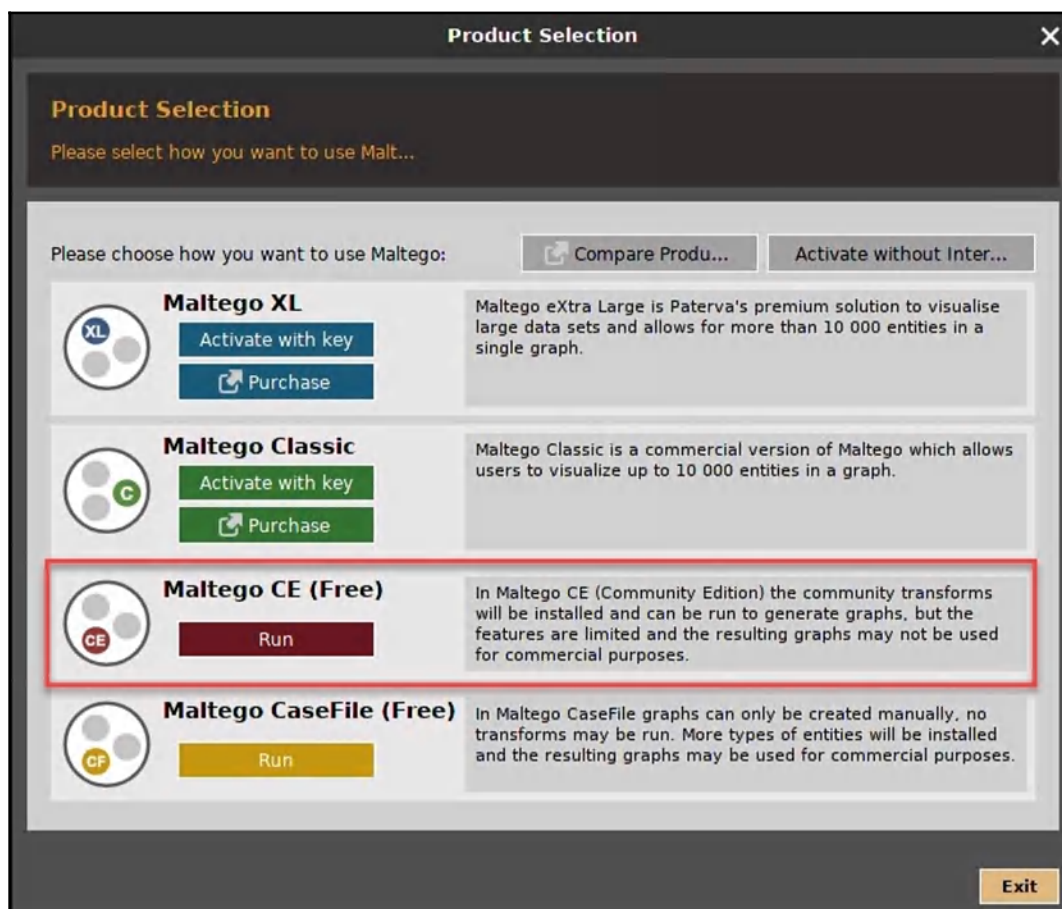 Product Selection
Product Selection
Please select how you want to use Malt...
Please choose how you want to use Maltego:
Compare Produ...
Activate without Inter...
XL
Maltego XL
Activate with key
Purchase
Maltego eXtra Large is Paterva's premium solution to visualise
large data sets and allows for more than 10 000 entities in a
single graph.
C
Maltego Classic
Activate with key
Purchase
Maltego Classic is a commercial version of Maltego which allows
users to visualize up to 10 000 entities in a graph.
CE
Maltego CE (Free)
Run
In Maltego CE (Community Edition) the community transforms
will be installed and can be run to generate graphs, but the
features are limited and the resulting graphs may not be used
for commercial purposes.
CF
Maltego CaseFile (Free)
Run
In Maltego CaseFile graphs can only be created manually, no
transforms may be run. More types of entities will be installed
and the resulting graphs may be used for commercial purposes.
Exit